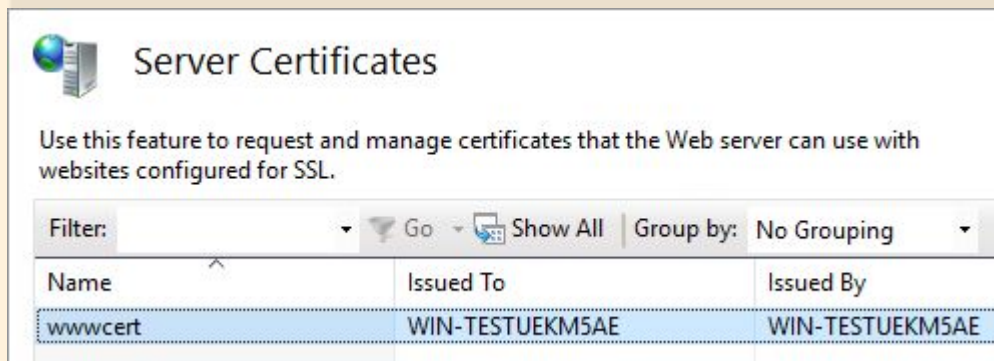 Server Certificates
Use this feature to request and manage certificates that the Web server can use with
websites configured for SSL.
Filter: Go Show All Group by: No Grouping
Name Issued To Issued By
wwwcert WIN-TESTUEKM5AE WIN-TESTUEKM5AE